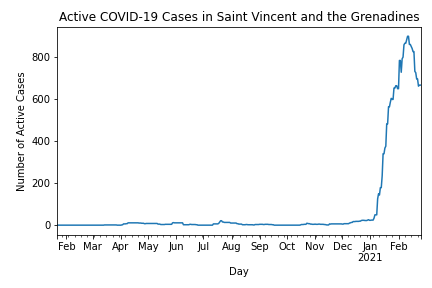 Active COVID-19 Cases in Saint Vincent and the Grenadines
Number of Active Cases
800
600
400
200
0
Feb Mar Apr May Jun Jul Aug Sep Oct Nov Dec Jan Feb
2021
Day